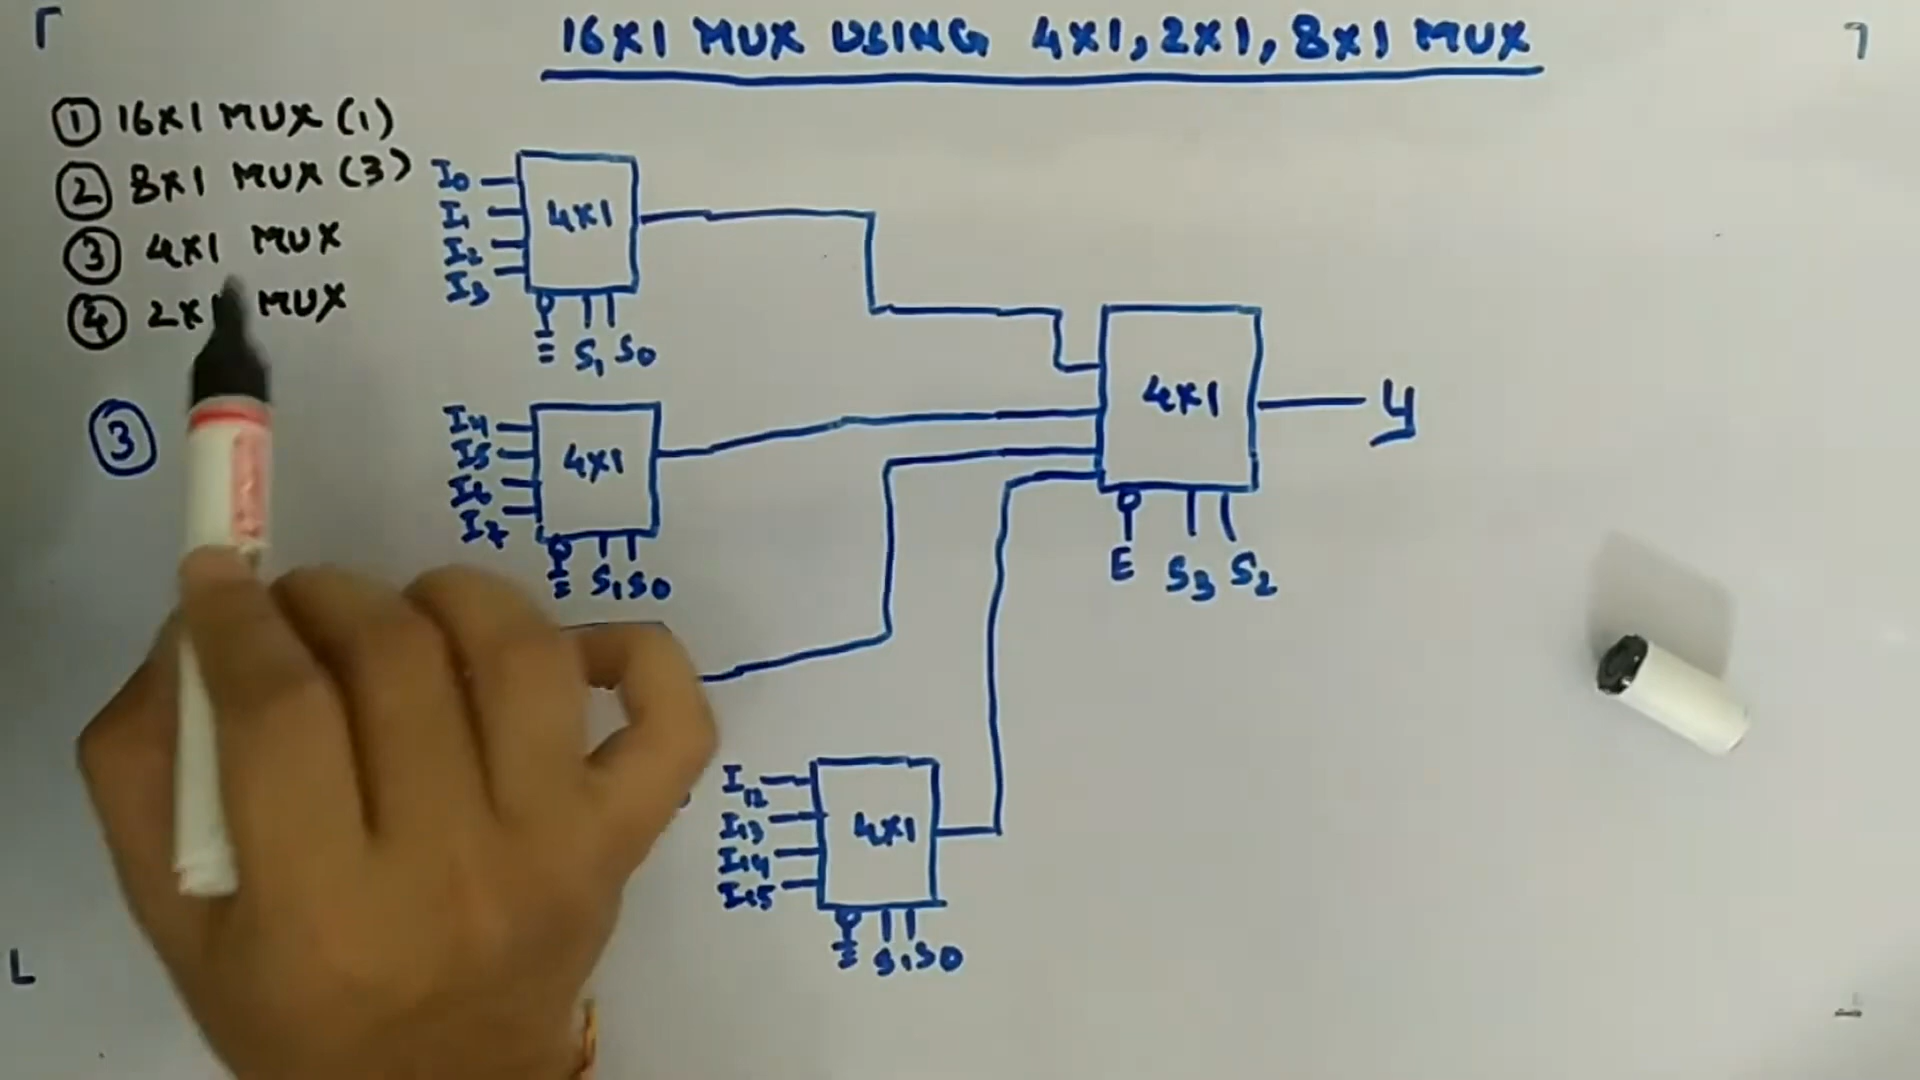 16X1 MUX USING 4X1, 2X1, 8X1 MUX
① 16X1 MUX (1)
② 8X1 MUX (3)
③ 4X1 MUX
④ 2X1 MUX
③
I0
I1
I2
I3
4X1
E S1 S0
I4
I5
I6
I7
4X1
E S1 S0
4X1
Y
E S3 S2
I12
I13
I14
I15
4X1
E S1 S0